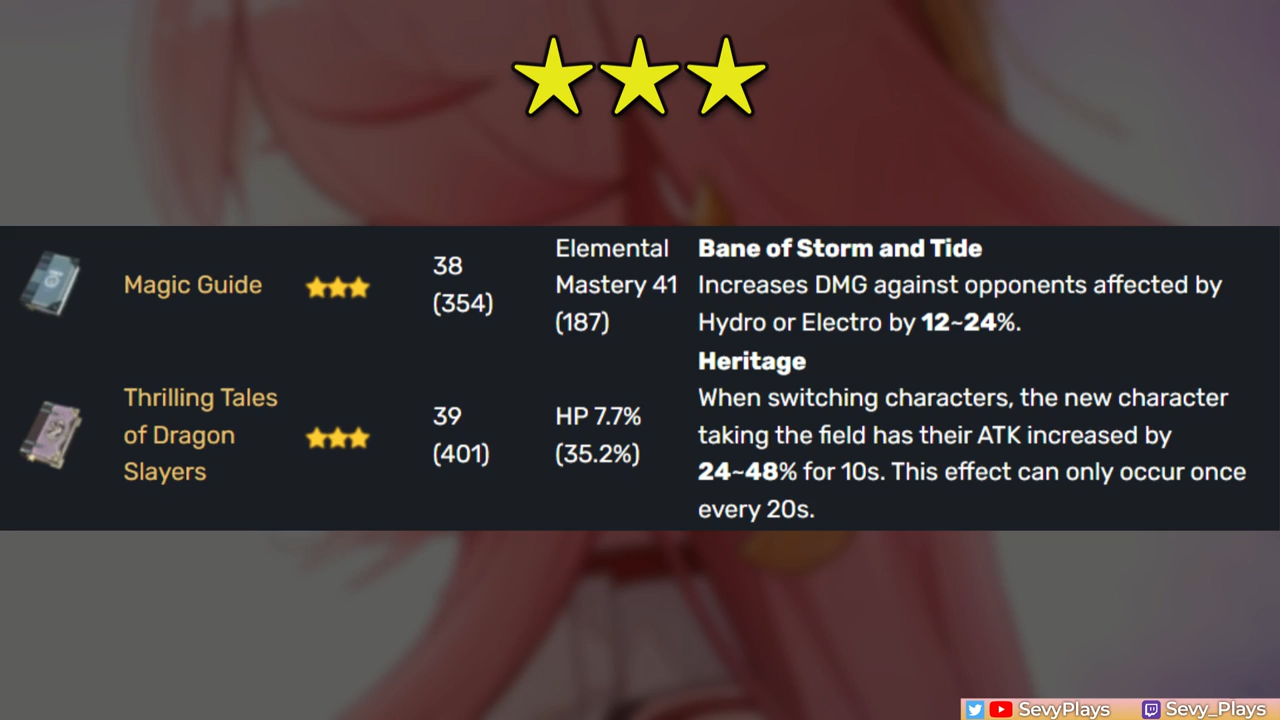 Magic Guide
38
(354)
Elemental
Mastery 41
(187)
Bane of Storm and Tide
Increases DMG against opponents affected by
Hydro or Electro by 12~24%.
Thrilling Tales
of Dragon
Slayers
39
(401)
HP 7.7%
(35.2%)
Heritage
When switching characters, the new character
taking the field has their ATK increased by
24~48% for 10s. This effect can only occur once
every 20s.
SevyPlays
Sevy_Plays